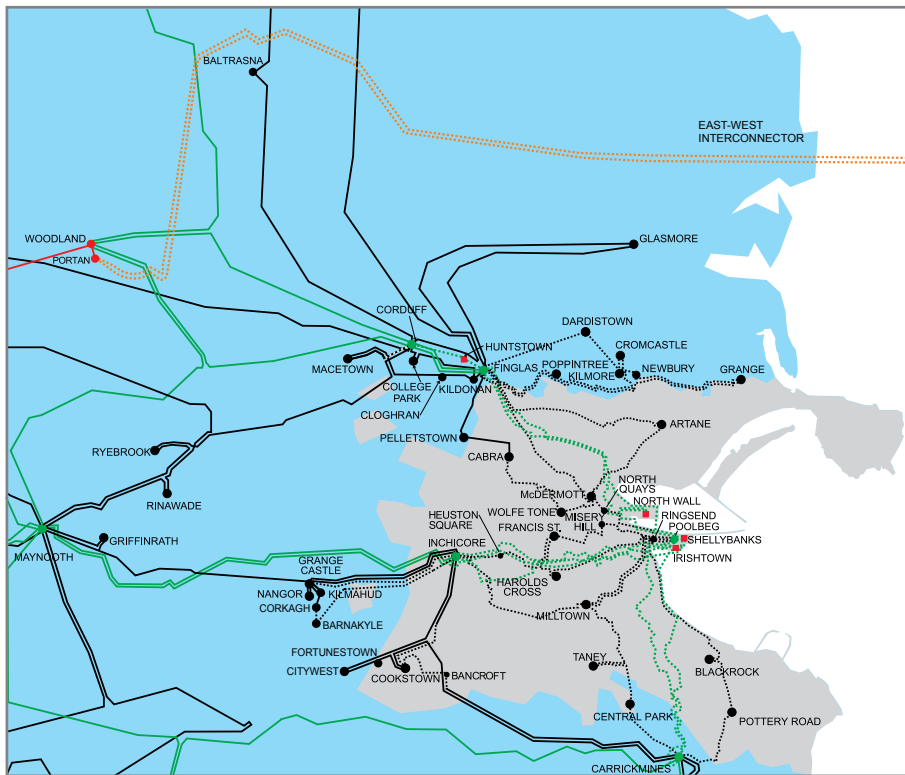 BALTRASNA
EAST-WEST
INTERCONNECTOR
WOODLAND
PORTAN
GLASMORE
CORDUFF
DARDISTOWN
HUNTSTOWN
CROMCASTLE
MACETOWN
FINGLAS
POPPINTREE
KILMORE
NEWBURY
GRANGE
COLLEGE
PARK
KILDONAN
CLOGHRAN
PELLETSTOWN
ARTANE
RYEBROOK
CABRA
RINAWADE
McDERMOTT
NORTH
QUAYS
NORTH WALL
WOLFE TONE
MISERY
HILL
RINGSEND
HEUSTON
SQUARE
FRANCIS ST.
POOLBEG
SHELLYBANKS
IRISHTOWN
MAYNOOTH
GRIFFINRATH
INCHICORE
GRANGE
CASTLE
HAROLDS
CROSS
NANGOR
KILMAHUD
CORKAGH
BARNAKYLE
MILLTOWN
FORTUNESTOWN
CITYWEST
COOKSTOWN
BANCROFT
TANEY
BLACKROCK
CENTRAL PARK
POTTERY ROAD
CARRICKMINES